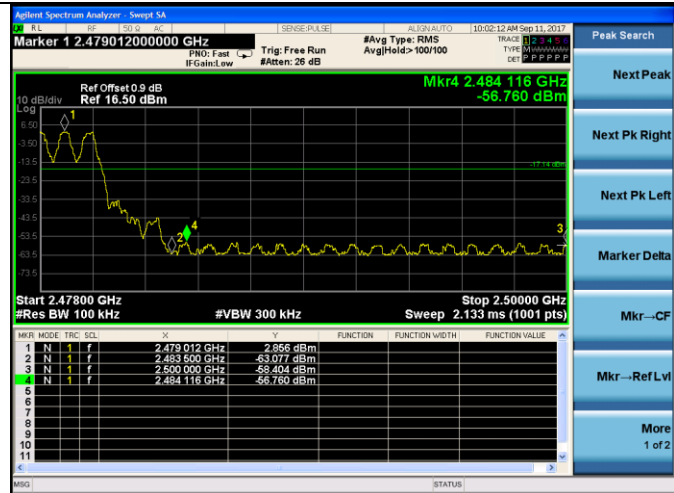 Agilent Spectrum Analyzer - Swept SA
RL RF 50 Ω AC SENSE:PULSE ALIGN AUTO 10:02:12 AM Sep 11, 2017
Marker 1 2.479012000000 GHz
PNO: Fast
IFGain:Low
Trig: Free Run
#Atten: 26 dB
#Avg Type: RMS
Avg|Hold:>100/100
TRACE 1 2 3 4 5 6
TYPE M
DET P P P P P P
Peak Search
Next Peak
Next Pk Right
Next Pk Left
Marker Delta
Mkr→CF
Mkr→Ref Lvl
More
1 of 2
Ref Offset 0.9 dB
10 dB/div Ref 16.50 dBm
Log
Mkr4 2.484 116 GHz
-56.760 dBm
6.50
-3.50
-13.5
-23.5
-33.5
-43.5
-53.5
-63.5
-73.5
1
2
4
3
-17.14 dBm
Start 2.47800 GHz Stop 2.50000 GHz
#Res BW 100 kHz #VBW 300 kHz Sweep 2.133 ms (1001 pts)
MKR MODE TRC SCL X Y FUNCTION FUNCTION WIDTH FUNCTION VALUE
1 N 1 f 2.479 012 GHz 2.856 dBm
2 N 1 f 2.483 500 GHz -63.077 dBm
3 N 1 f 2.500 000 GHz -58.404 dBm
4 N 1 f 2.484 116 GHz -56.760 dBm
5
6
7
8
9
10
11
MSG STATUS